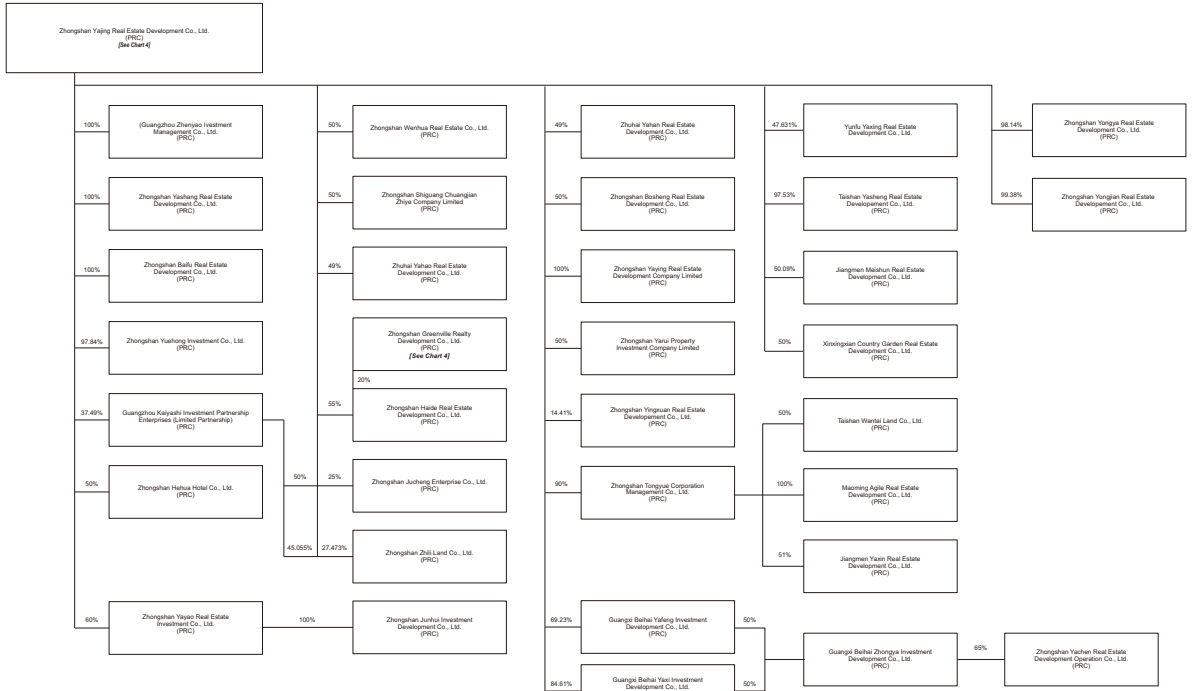 Zhongshan Yajing Real Estate Development Co., Ltd.
(PRC)
[See Chart 4]
100%
(Guangzhou Zhenyao Ivestment
Management Co., Ltd.
(PRC)
100%
Zhongshan Yasheng Real Estate
Development Co., Ltd.
(PRC)
100%
Zhongshan Baifu Real Estate
Development Co., Ltd.
(PRC)
97.84%
Zhongshan Yuehong Investment Co., Ltd.
(PRC)
37.49%
Guangzhou Kaiyashi Investment Partnership
Enterprises (Limited Partnership)
(PRC)
50%
Zhongshan Hehua Hotel Co., Ltd.
(PRC)
60%
Zhongshan Yayao Real Estate
Investment Co., Ltd.
(PRC)
50%
Zhongshan Wenhua Real Estate Co., Ltd.
(PRC)
50%
Zhongshan Shiguang Chuangjian
Zhiye Company Limited
(PRC)
49%
Zhuhai Yahao Real Estate
Development Co., Ltd.
(PRC)
Zhongshan Greenville Realty
Development Co., Ltd.
(PRC)
[See Chart 4]
20%
55%
Zhongshan Haide Real Estate
Development Co., Ltd.
(PRC)
50%
25%
Zhongshan Jucheng Enterprise Co., Ltd.
(PRC)
45.055%
27.473%
Zhongshan Zhili Land Co., Ltd.
(PRC)
100%
Zhongshan Junhui Investment
Development Co., Ltd.
(PRC)
49%
Zhuhai Yahan Real Estate
Development Co., Ltd.
(PRC)
50%
Zhongshan Bosheng Real Estate
Development Co., Ltd.
(PRC)
100%
Zhongshan Yaying Real Estate
Development Company Limited
(PRC)
50%
Zhongshan Yarui Property
Investment Company Limited
(PRC)
14.41%
Zhongshan Yingxuan Real Estate
Developement Co., Ltd.
(PRC)
90%
Zhongshan Tongyue Corporation
Management Co., Ltd.
(PRC)
69.23%
Guangxi Beihai Yafeng Investment
Development Co., Ltd.
(PRC)
50%
84.61%
Guangxi Beihai Yaxi Investment
Development Co., Ltd.
50%
47.631%
Yunfu Yaxing Real Estate
Development Co., Ltd.
97.53%
Taishan Yasheng Real Estate
Developement Co., Ltd.
(PRC)
50.09%
Jiangmen Meishun Real Estate
Development Co., Ltd.
(PRC)
50%
Xinxingxian Country Garden Real Estate
Development Co., Ltd.
(PRC)
50%
Taishan Wantai Land Co., Ltd.
(PRC)
100%
Maoming Agile Real Estate
Development Co., Ltd.
(PRC)
51%
Jiangmen Yaxin Real Estate
Development Co., Ltd.
(PRC)
Guangxi Beihai Zhongya Investment
Development Co., Ltd.
(PRC)
65%
Zhongshan Yachen Real Estate
Development Operation Co., Ltd.
(PRC)
98.14%
Zhongshan Yongya Real Estate
Development Co., Ltd.
(PRC)
99.38%
Zhongshan Yongjian Real Estate
Developement Co., Ltd.
(PRC)